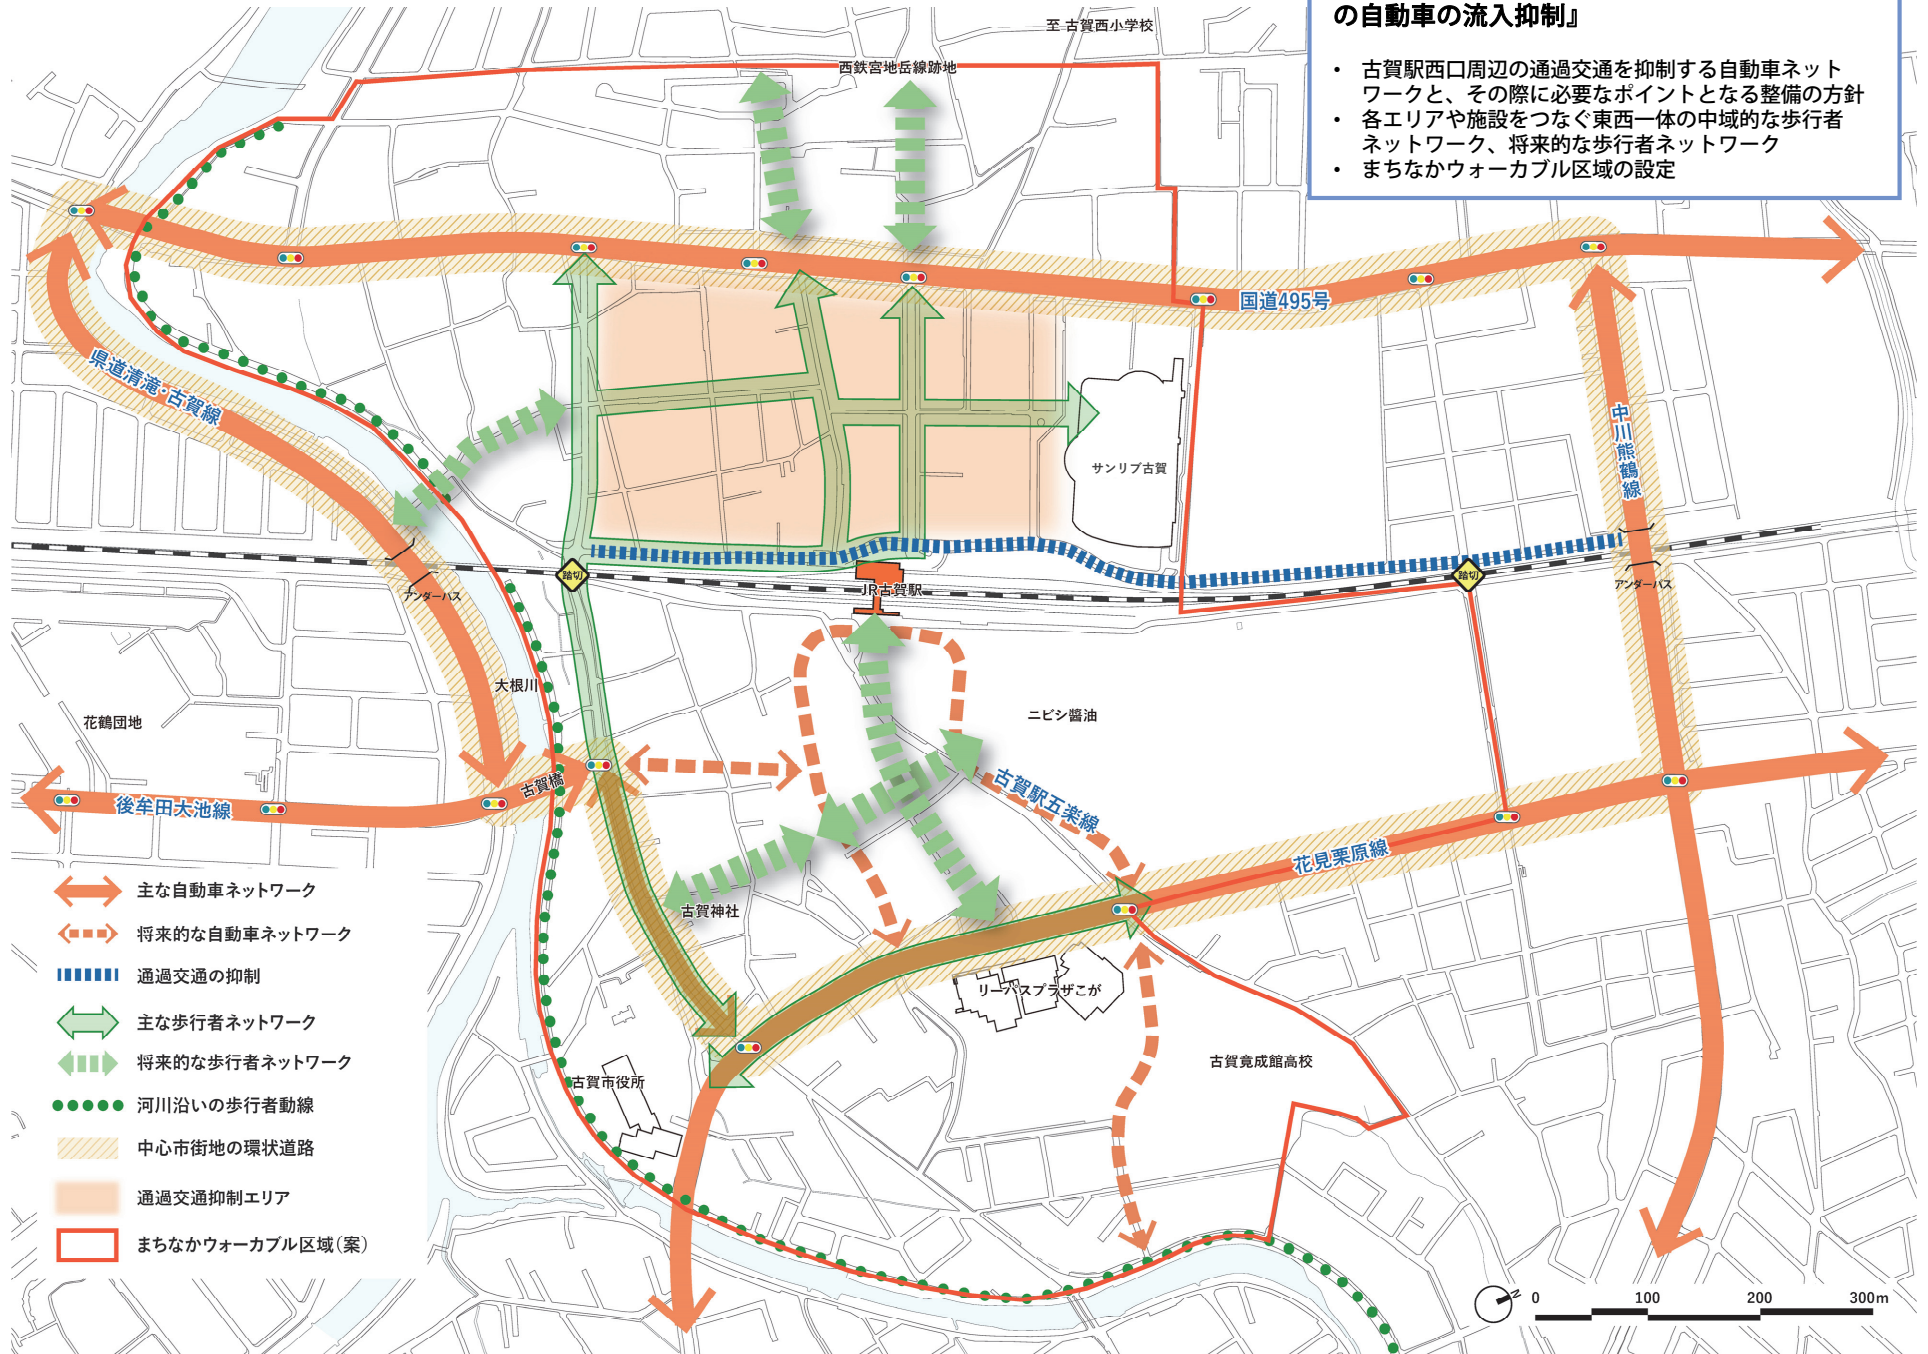 の自動車の流入抑制』
• 古賀駅西口周辺の通過交通を抑制する自動車ネット
ワークと、その際に必要なポイントとなる整備の方針
• 各エリアや施設をつなぐ東西一体の中域的な歩行者
ネットワーク、将来的な歩行者ネットワーク
• まちなかウォーカブル区域の設定
至 古賀西小学校
西鉄宮地岳線跡地
国道495号
県道清滝・古賀線
中川熊鶴線
サンリブ古賀
踏切
踏切
JR古賀駅
アンダーパス
アンダーパス
大根川
花鶴団地
ニビシ醤油
古賀橋
後牟田大池線
古賀駅五楽線
花見栗原線
古賀神社
リーパスプラザこが
古賀竟成館高校
古賀市役所
主な自動車ネットワーク
将来的な自動車ネットワーク
通過交通の抑制
主な歩行者ネットワーク
将来的な歩行者ネットワーク
河川沿いの歩行者動線
中心市街地の環状道路
通過交通抑制エリア
まちなかウォーカブル区域(案)
N
0 100 200 300m